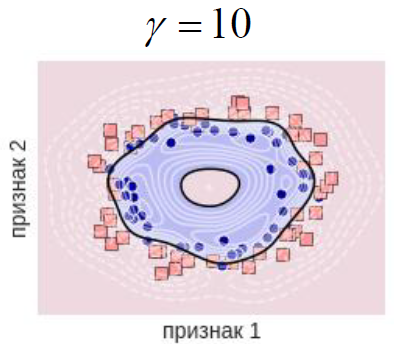 γ = 10
признак 2
признак 1